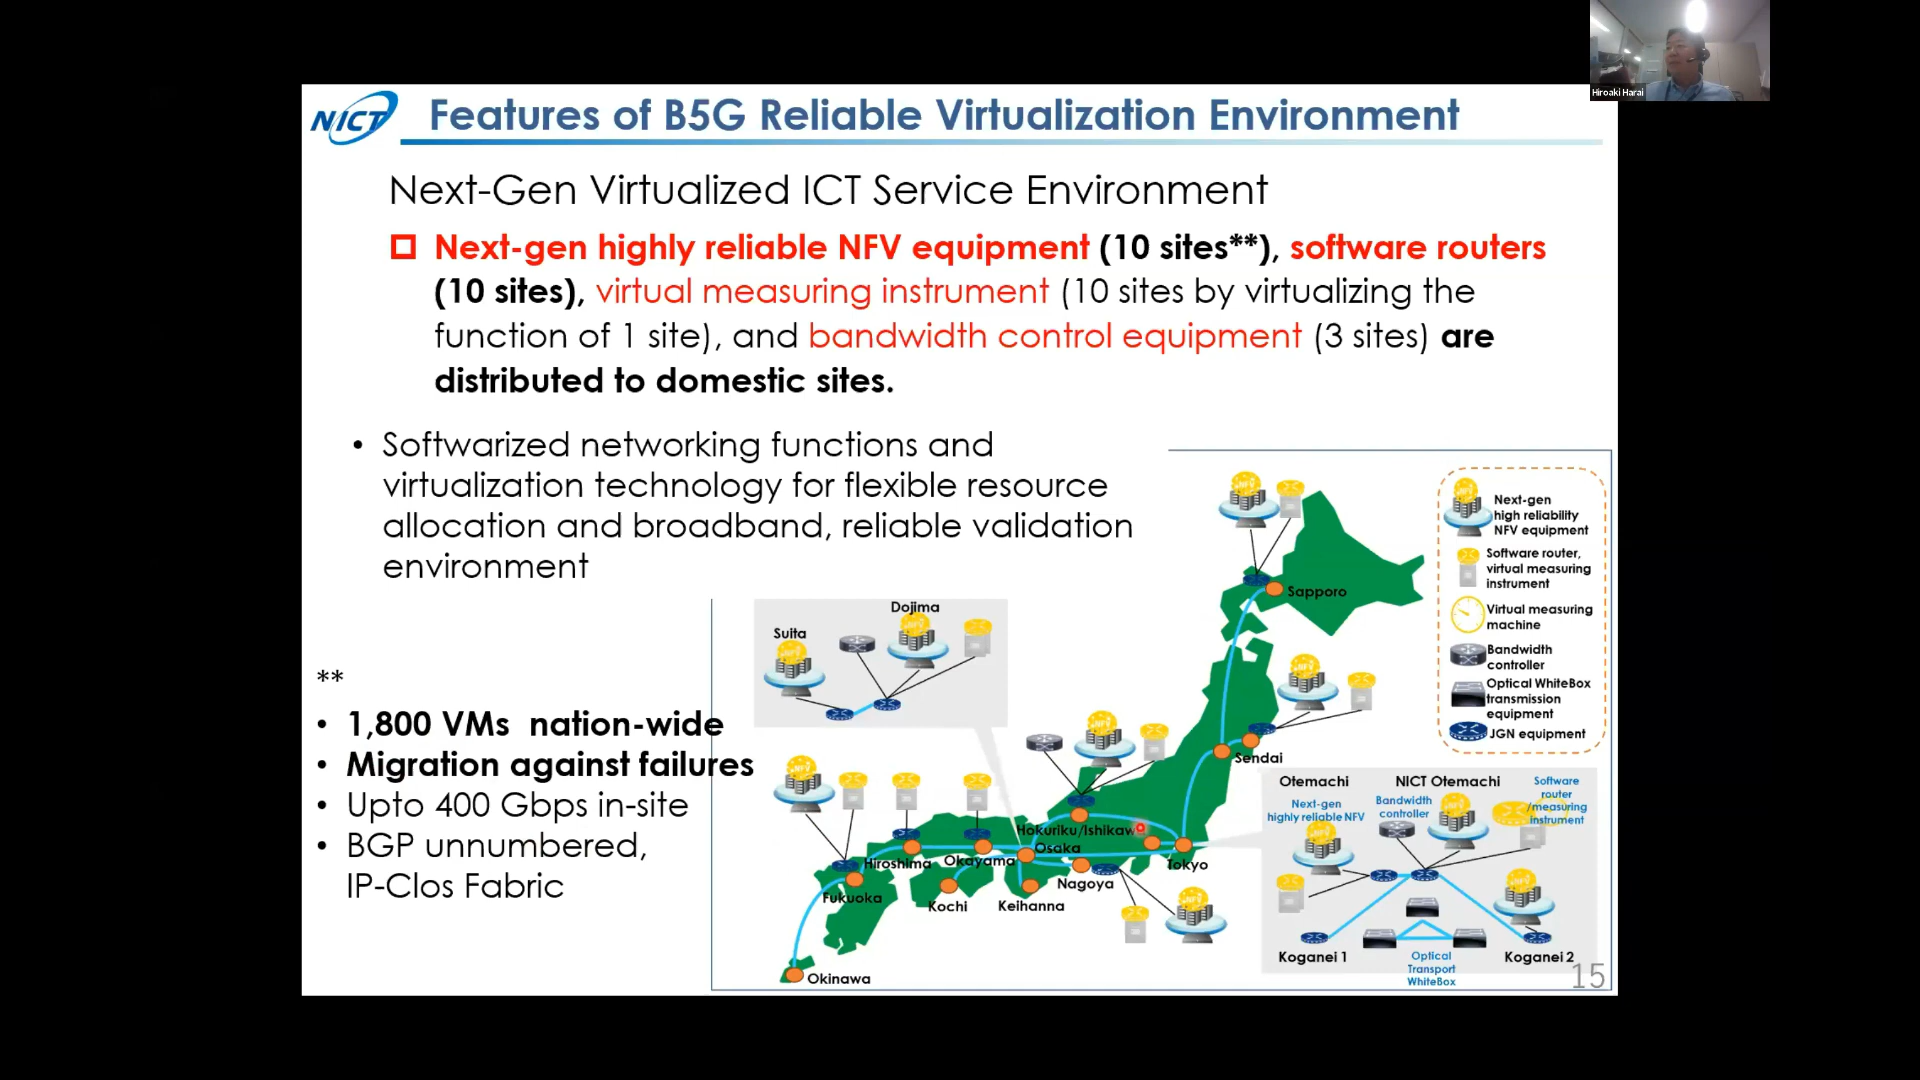 Hiroaki Harai
NICT
Features of B5G Reliable Virtualization Environment
Next-Gen Virtualized ICT Service Environment
Next-gen highly reliable NFV equipment (10 sites**), software routers
(10 sites), virtual measuring instrument (10 sites by virtualizing the
function of 1 site), and bandwidth control equipment (3 sites) are
distributed to domestic sites.
• Softwarized networking functions and
virtualization technology for flexible resource
allocation and broadband, reliable validation
environment
**
• 1,800 VMs nation-wide
• Migration against failures
• Upto 400 Gbps in-site
• BGP unnumbered,
IP-Clos Fabric
Suita
Dojima
Sapporo
Sendai
Hokuriku/Ishikawa
Osaka
Tokyo
Nagoya
Hiroshima
Okayama
Fukuoka
Kochi
Keihanna
Okinawa
Next-gen
high reliability
NFV equipment
Software router,
virtual measuring
instrument
Virtual measuring
machine
Bandwidth
controller
Optical WhiteBox
transmission
equipment
JGN equipment
Otemachi
NICT Otemachi
Next-gen
highly reliable NFV
Bandwidth
controller
Software
router
/measuring
instrument
Koganei 1
Optical
Transport
WhiteBox
Koganei 2
15